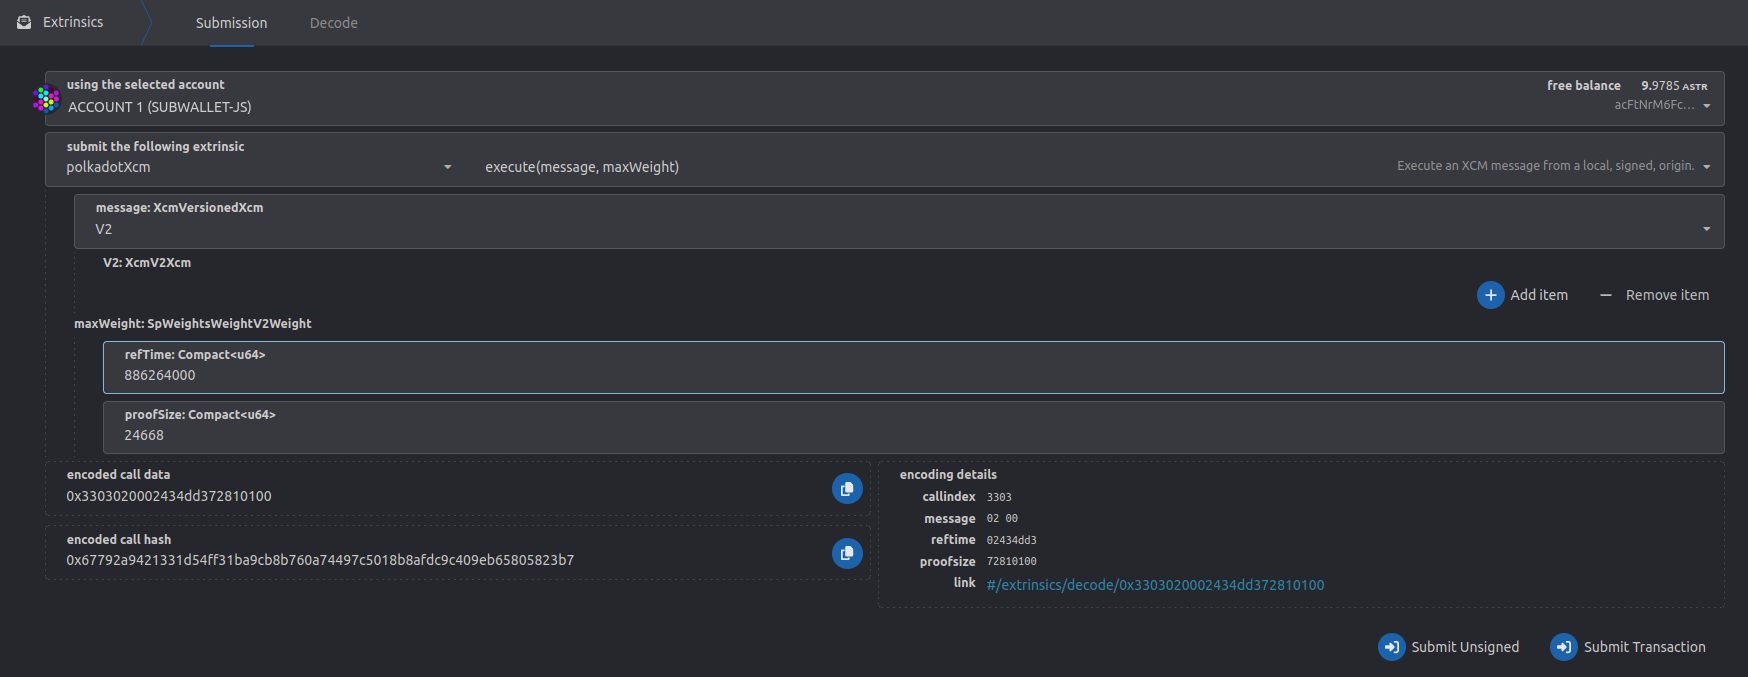 Extrinsics
Submission
Decode
using the selected account
ACCOUNT 1 (SUBWALLET-JS)
free balance 9.9785 ASTR
acFtNrM6Fc...
submit the following extrinsic
polkadotXcm
execute(message, maxWeight)
Execute an XCM message from a local, signed, origin.
message: XcmVersionedXcm
V2
V2: XcmV2Xcm
Add item
Remove item
maxWeight: SpWeightsWeightV2Weight
refTime: Compact<u64>
886264000
proofSize: Compact<u64>
24668
encoded call data
0x3303020002434dd372810100
encoded call hash
0x67792a9421331d54ff31ba9cb8b760a74497c5018b8afdc9c409eb65805823b7
encoding details
callindex 3303
message 02 00
reftime 02434dd3
proofsize 72810100
link #/extrinsics/decode/0x3303020002434dd372810100
Submit Unsigned
Submit Transaction